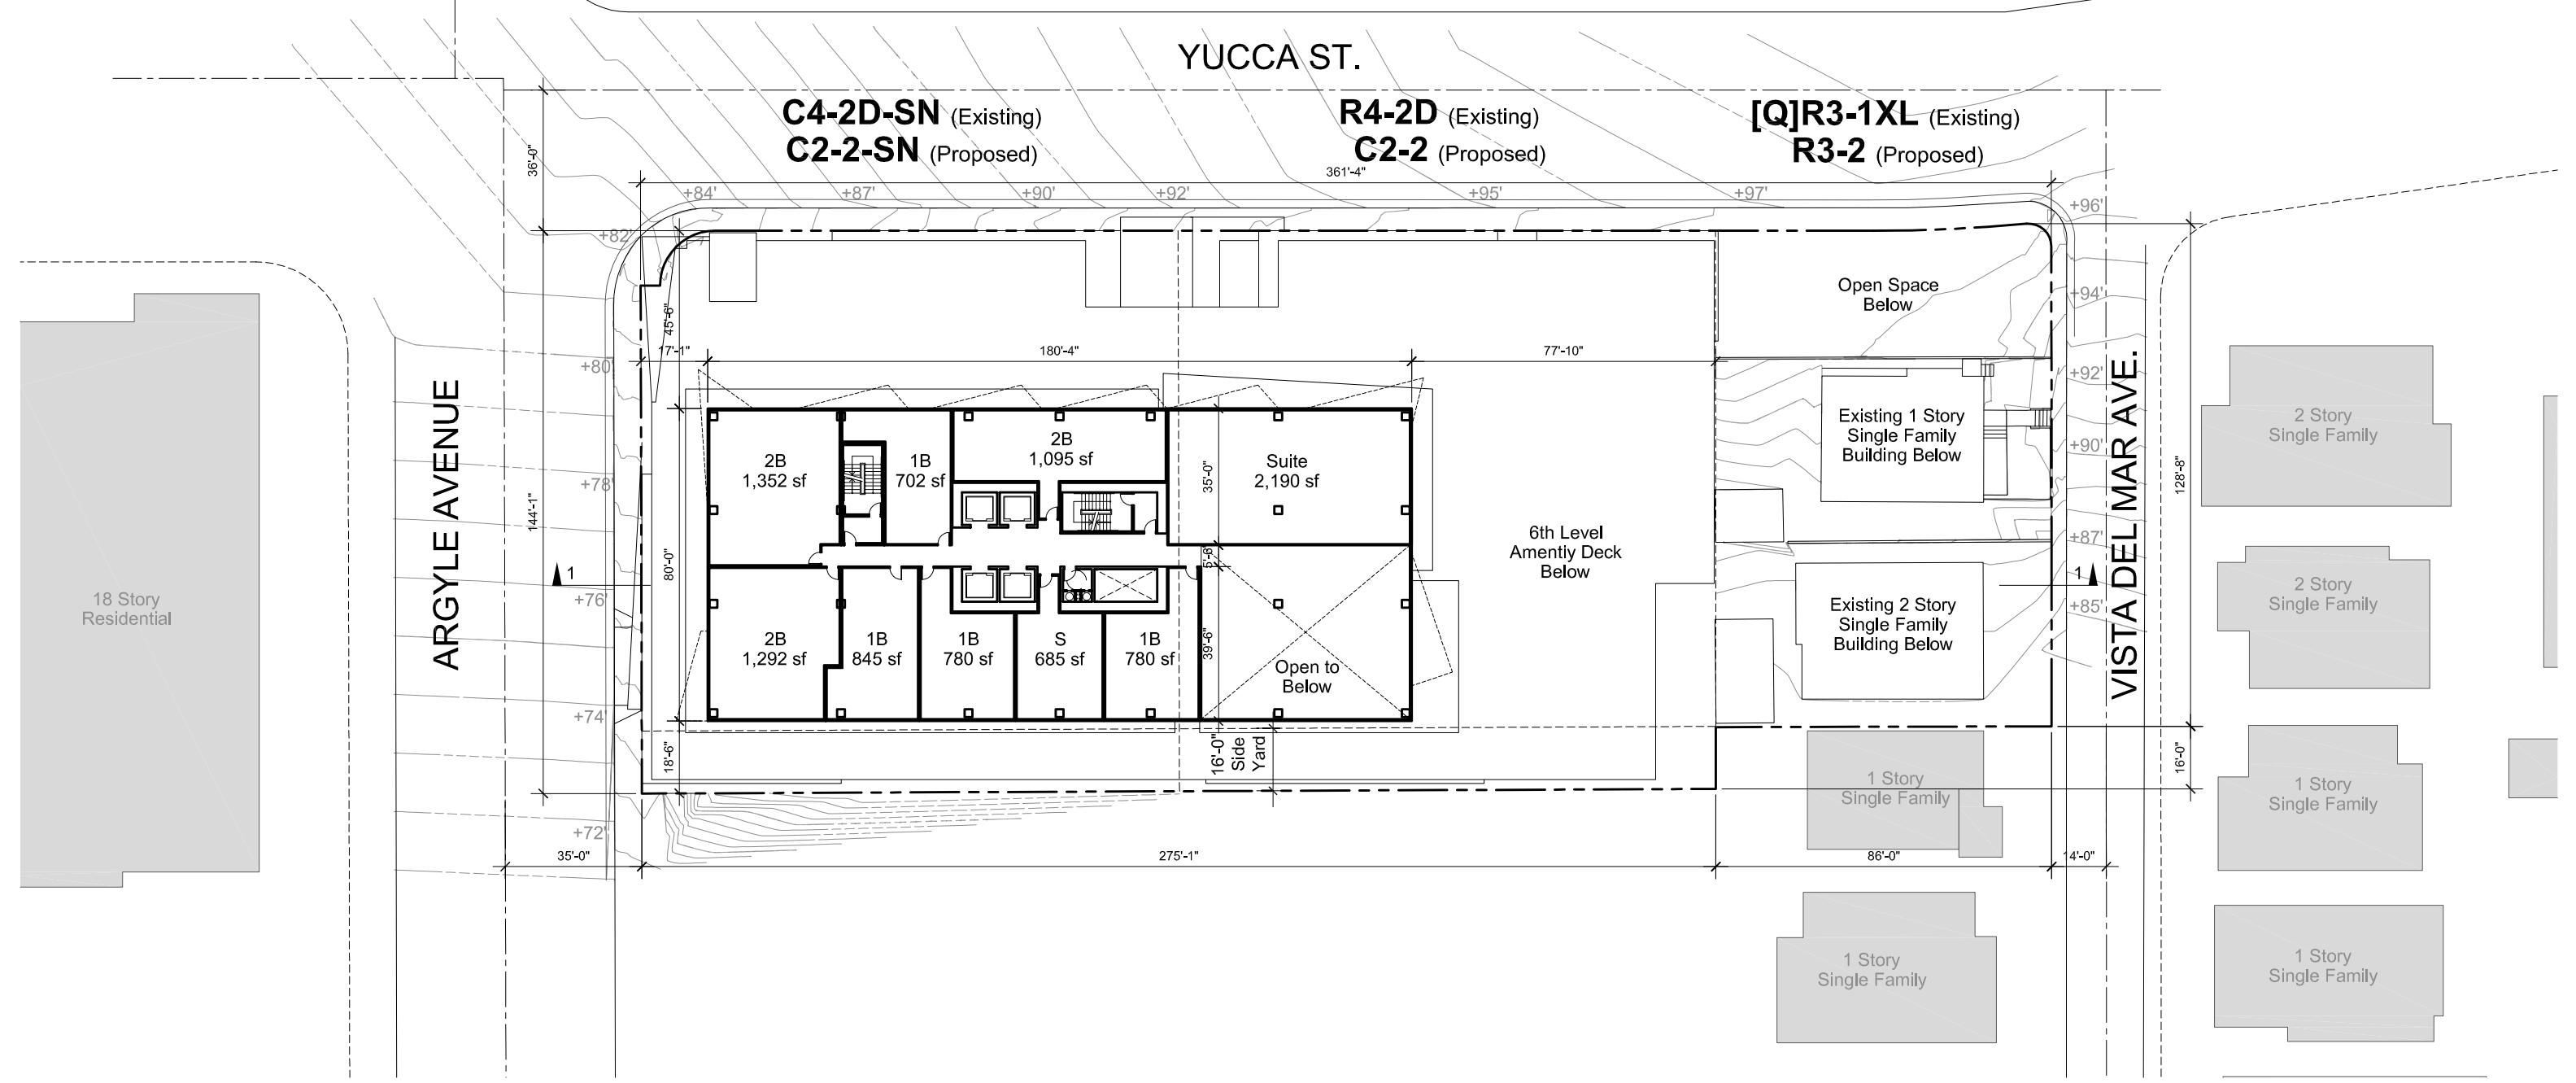 YUCCA ST.
C4-2D-SN (Existing)
C2-2-SN (Proposed)
R4-2D (Existing)
C2-2 (Proposed)
[Q]R3-1XL (Existing)
R3-2 (Proposed)
36'-0"
361'-4"
+84'
+87'
+90'
+92'
+95'
+97'
+96'
+82'
45'-6"
Open Space
Below
+94'
17'-1"
180'-4"
77'-10"
+80'
+92'
ARGYLE AVENUE
VISTA DEL MAR AVE.
144'-1"
128'-8"
2B
1,352 sf
1B
702 sf
2B
1,095 sf
Suite
2,190 sf
35'-0"
Existing 1 Story
Single Family
Building Below
2 Story
Single Family
+90'
+78'
6th Level
Amentiy Deck
Below
+87'
80'-0"
5'-6"
1
1
+76'
+85'
18 Story
Residential
Existing 2 Story
Single Family
Building Below
2 Story
Single Family
2B
1,292 sf
1B
845 sf
1B
780 sf
S
685 sf
1B
780 sf
39'-6"
Open to
Below
+74'
18'-6"
16'-0"
Side
Yard
16'-0"
1 Story
Single Family
1 Story
Single Family
+72'
35'-0"
275'-1"
86'-0"
14'-0"
1 Story
Single Family
1 Story
Single Family